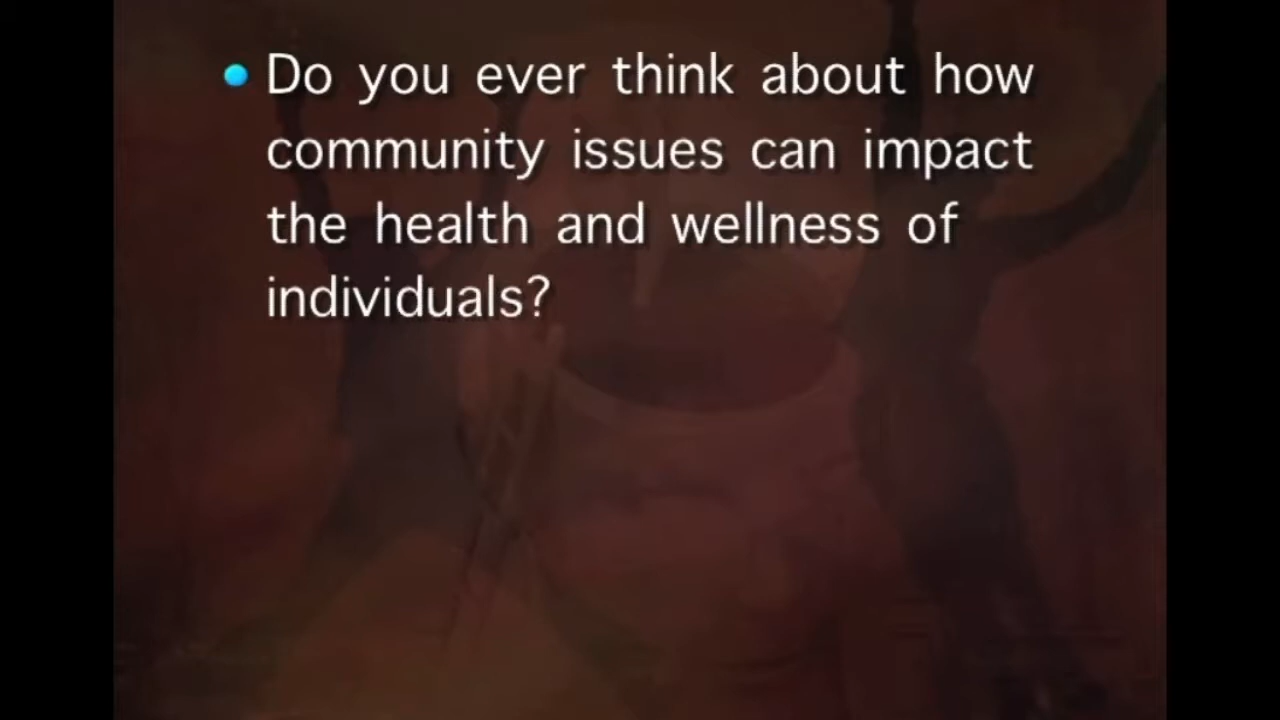 Do you ever think about how
community issues can impact
the health and wellness of
individuals?